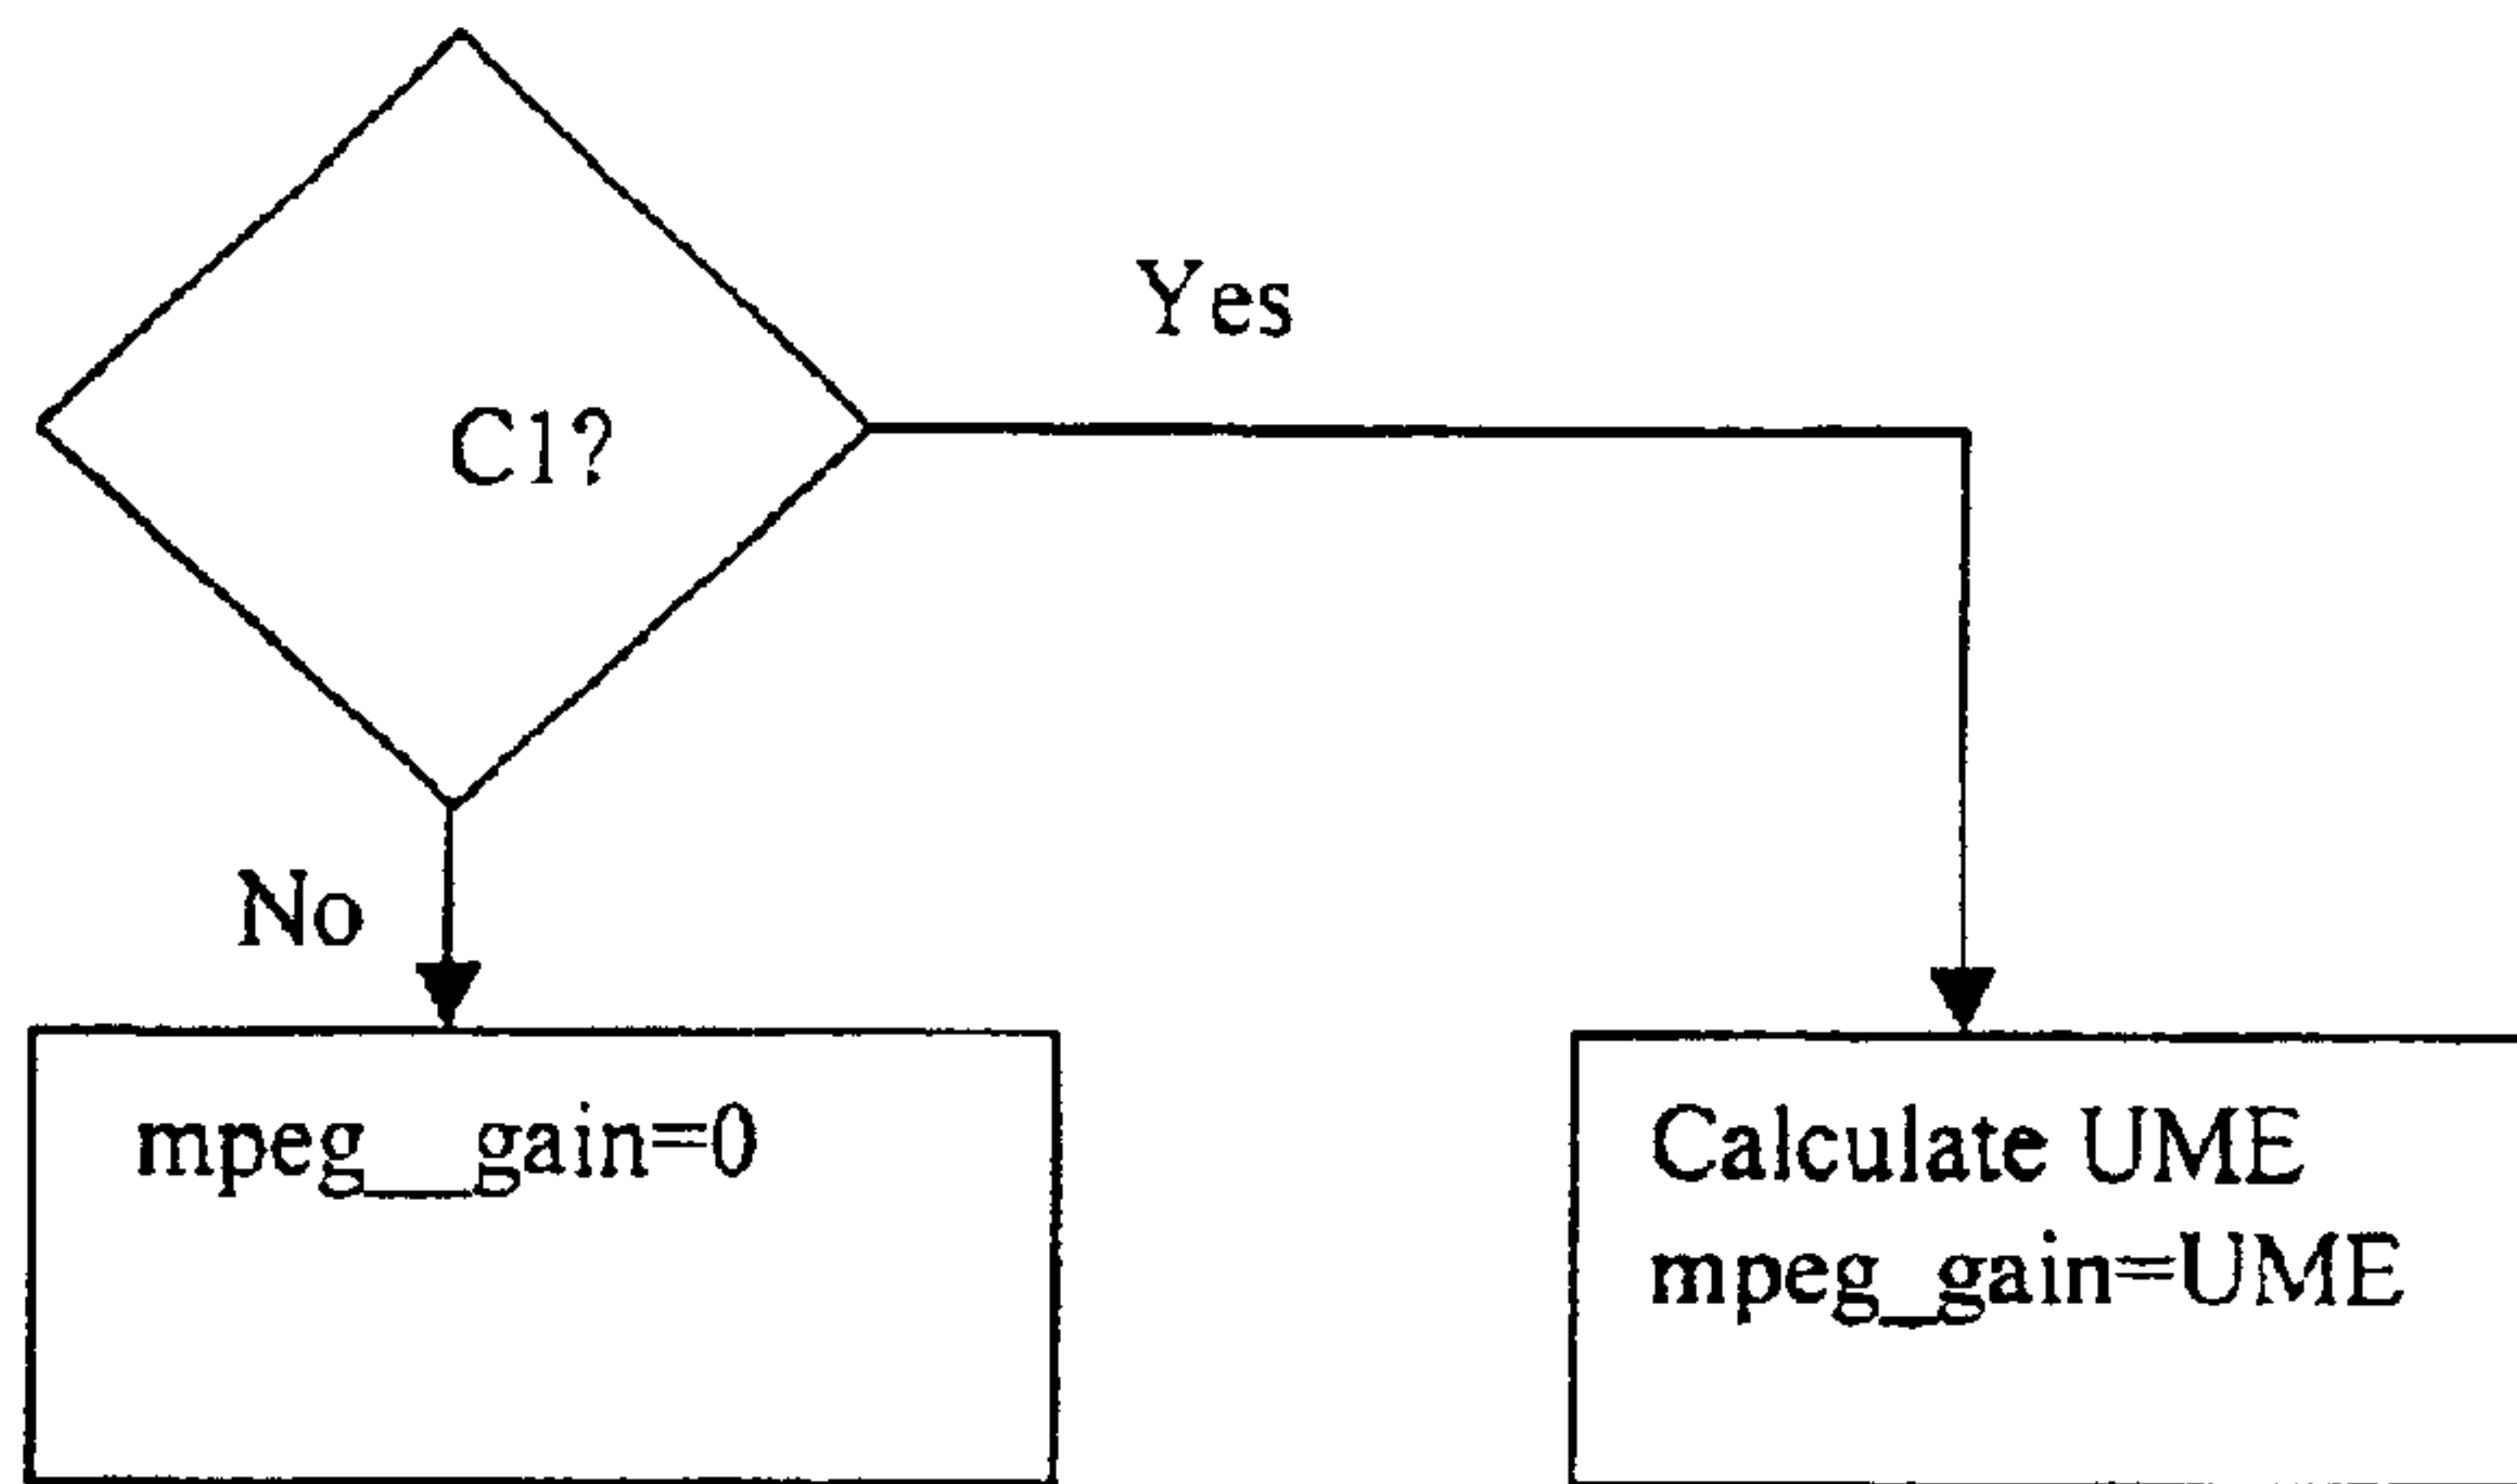 Yes
C1?
No
mpeg__gain=0
Calculate UME
mpeg_gain=UME